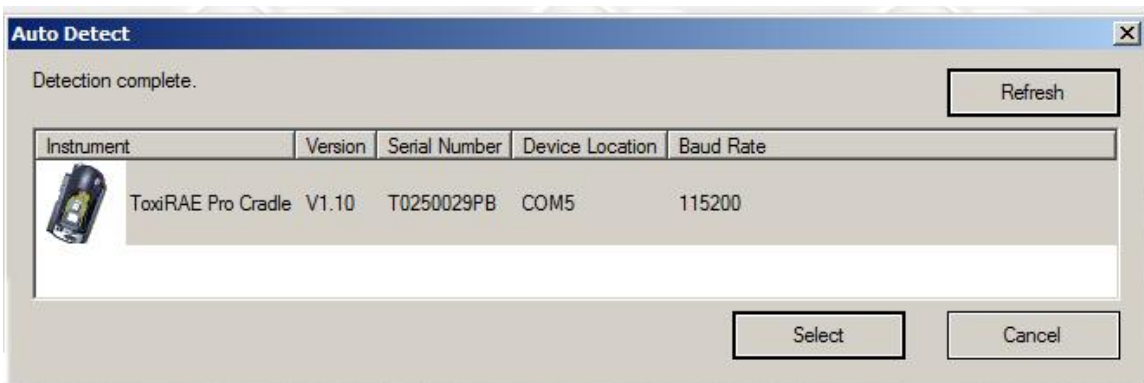 Auto Detect
Detection complete.
Refresh
Instrument Version Serial Number Device Location Baud Rate
ToxiRAE Pro Cradle V1.10 T0250029PB COM5 115200
Select Cancel